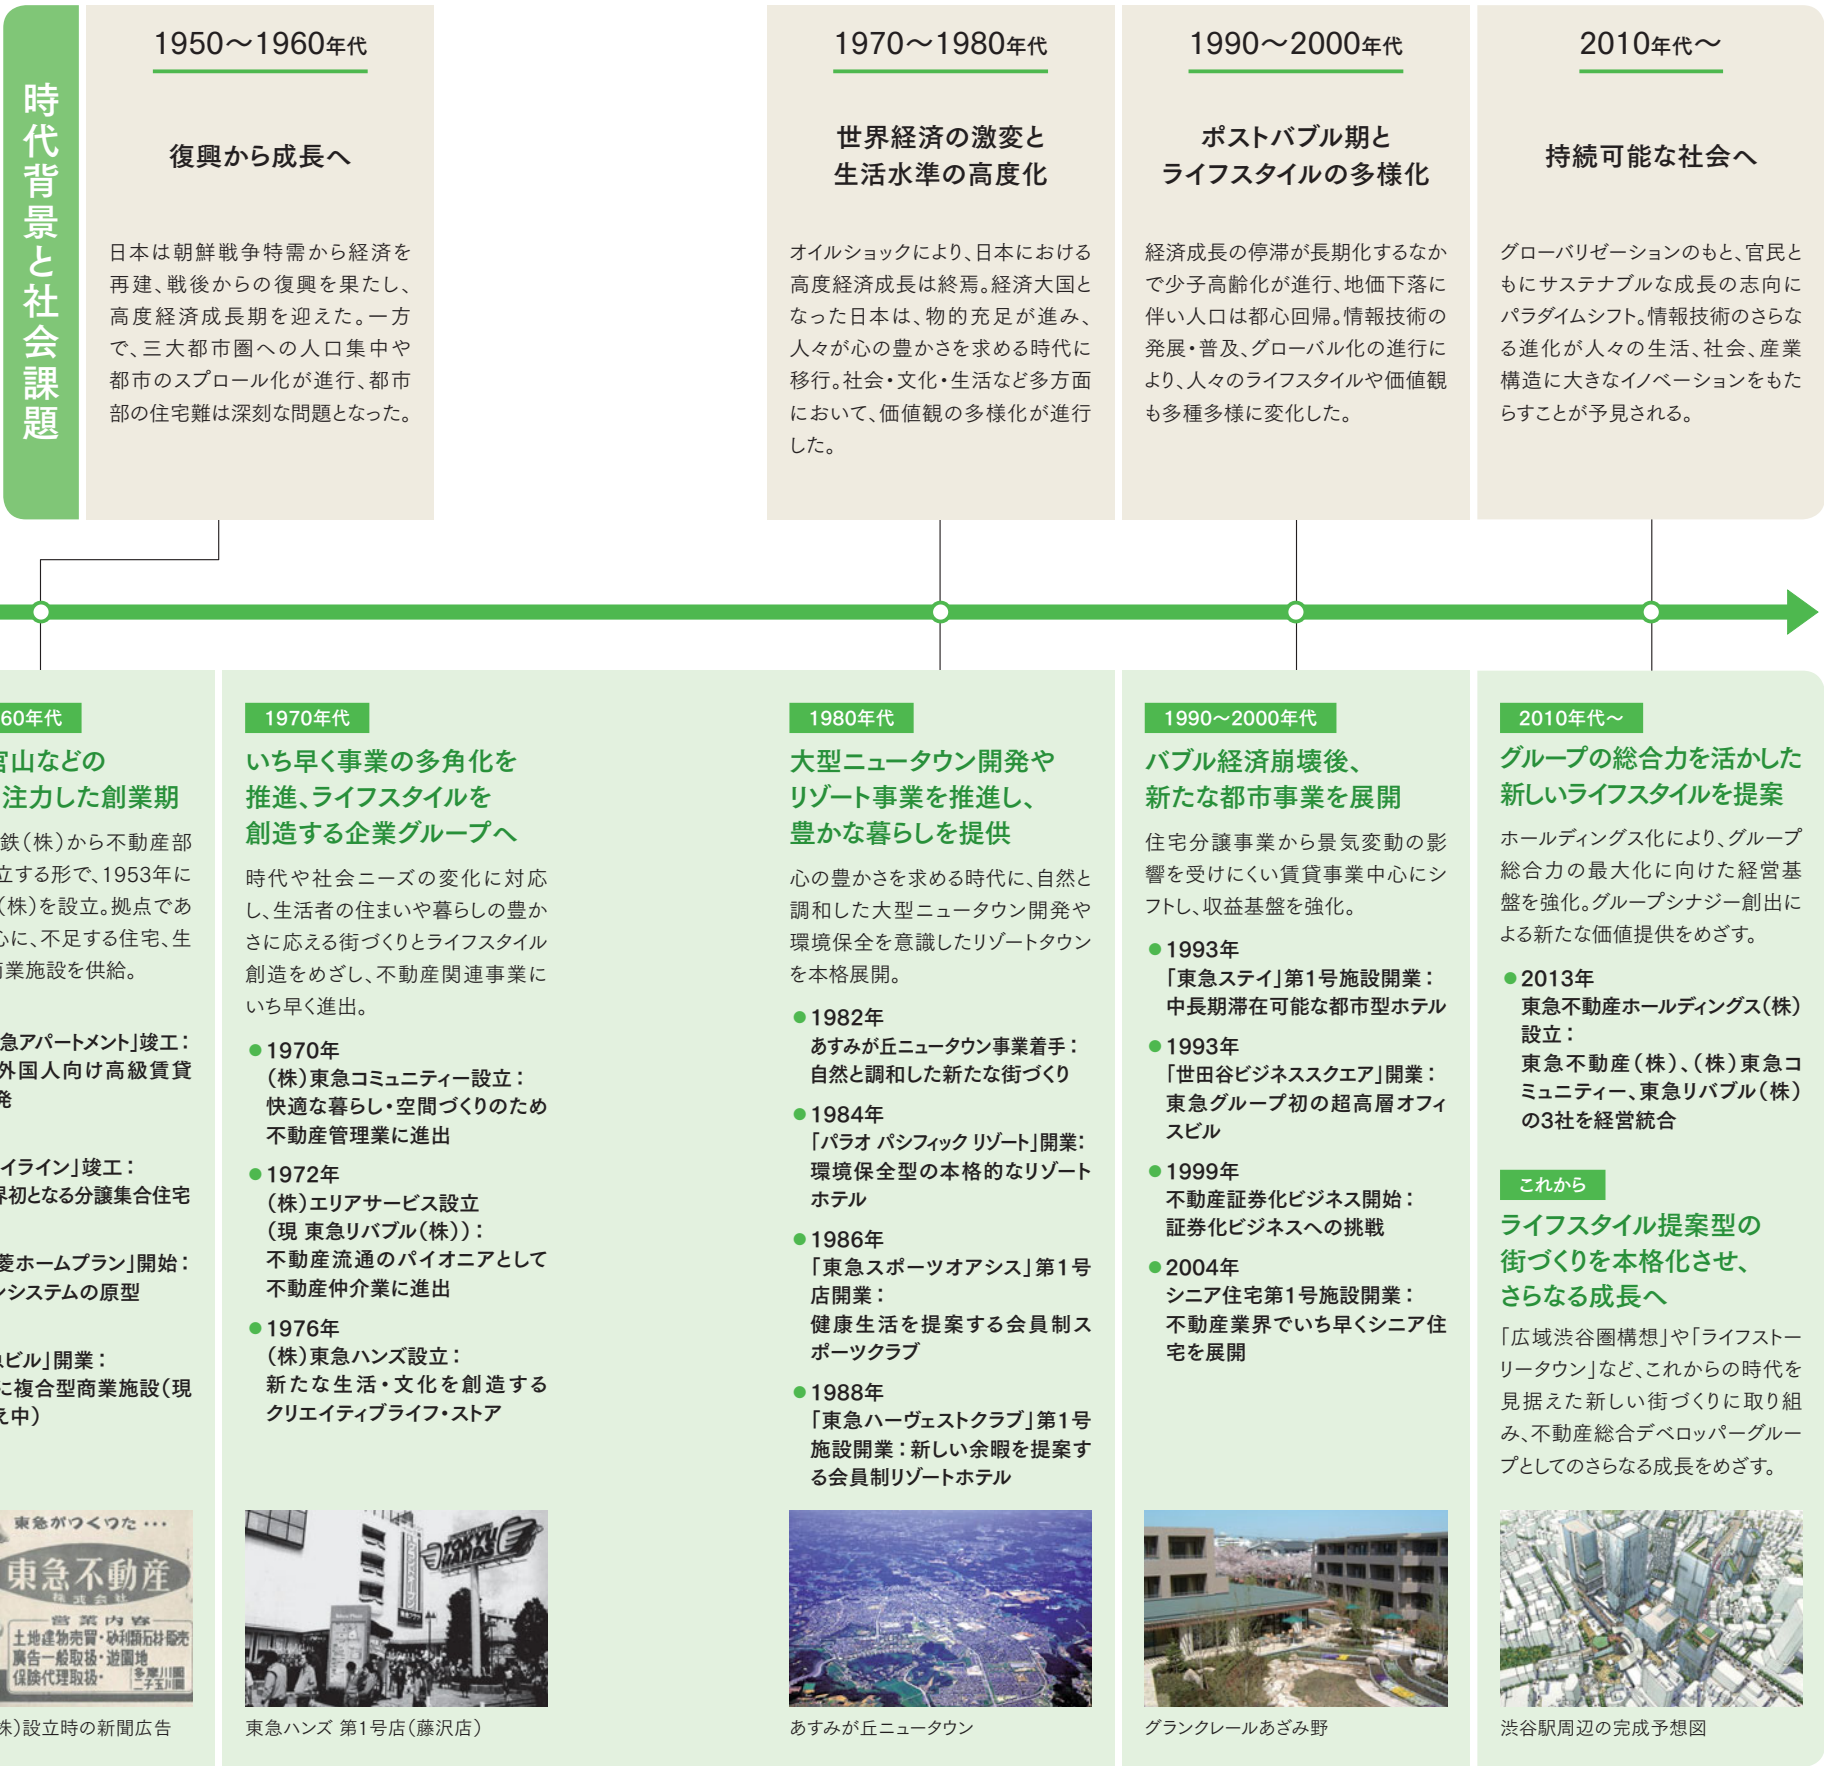 時代背景と社会課題
1950〜1960年代
復興から成長へ
日本は朝鮮戦争特需から経済を
再建、戦後からの復興を果たし、
高度経済成長期を迎えた。一方
で、三大都市圏への人口集中や
都市のスプロール化が進行、都市
部の住宅難は深刻な問題となった。
1970〜1980年代
世界経済の激変と
生活水準の高度化
オイルショックにより、日本における
高度経済成長は終焉。経済大国と
なった日本は、物的充足が進み、
人々が心の豊かさを求める時代に
移行。社会・文化・生活など多方面
において、価値観の多様化が進行
した。
1990〜2000年代
ポストバブル期と
ライフスタイルの多様化
経済成長の停滞が長期化するなか
で少子高齢化が進行、地価下落に
伴い人口は都心回帰。情報技術の
発展・普及、グローバル化の進行に
より、人々のライフスタイルや価値観
も多種多様に変化した。
2010年代〜
持続可能な社会へ
グローバリゼーションのもと、官民と
もにサステナブルな成長の志向に
パラダイムシフト。情報技術のさらな
る進化が人々の生活、社会、産業
構造に大きなイノベーションをもた
らすことが予見される。
60年代
官山などの
注力した創業期
鉄（株）から不動産部
立する形で、1953年に
（株）を設立。拠点であ
心に、不足する住宅、生
商業施設を供給。
急アパートメント」竣工：
外国人向け高級賃貸
発
イライン」竣工：
界初となる分譲集合住宅
菱ホームプラン」開始：
ンシステムの原型
急ビル」開業：
に複合型商業施設（現
え中）
東急がつくつた・・・
東急不動産
株式会社
営業内容
土地建物売買・砂利類石材販売
廣告一般取扱・遊園地
保険代理取扱・多摩川園
二子玉川園
株）設立時の新聞広告
1970年代
いち早く事業の多角化を
推進、ライフスタイルを
創造する企業グループへ
時代や社会ニーズの変化に対応
し、生活者の住まいや暮らしの豊か
さに応える街づくりとライフスタイル
創造をめざし、不動産関連事業に
いち早く進出。
●1970年
（株）東急コミュニティー設立：
快適な暮らし・空間づくりのため
不動産管理業に進出
●1972年
（株）エリアサービス設立
（現 東急リバブル（株））：
不動産流通のパイオニアとして
不動産仲介業に進出
●1976年
（株）東急ハンズ設立：
新たな生活・文化を創造する
クリエイティブライフ・ストア
TOKYU
HANDS
東急ハンズ 第1号店（藤沢店）
1980年代
大型ニュータウン開発や
リゾート事業を推進し、
豊かな暮らしを提供
心の豊かさを求める時代に、自然と
調和した大型ニュータウン開発や
環境保全を意識したリゾートタウン
を本格展開。
●1982年
あすみが丘ニュータウン事業着手：
自然と調和した新たな街づくり
●1984年
「パラオ パシフィック リゾート」開業：
環境保全型の本格的なリゾート
ホテル
●1986年
「東急スポーツオアシス」第1号
店開業：
健康生活を提案する会員制ス
ポーツクラブ
●1988年
「東急ハーヴェストクラブ」第1号
施設開業：新しい余暇を提案す
る会員制リゾートホテル
あすみが丘ニュータウン
1990〜2000年代
バブル経済崩壊後、
新たな都市事業を展開
住宅分譲事業から景気変動の影
響を受けにくい賃貸事業中心にシ
フトし、収益基盤を強化。
●1993年
「東急ステイ」第1号施設開業：
中長期滞在可能な都市型ホテル
●1993年
「世田谷ビジネススクエア」開業：
東急グループ初の超高層オフィ
スビル
●1999年
不動産証券化ビジネス開始：
証券化ビジネスへの挑戦
●2004年
シニア住宅第1号施設開業：
不動産業界でいち早くシニア住
宅を展開
グランクレールあざみ野
2010年代〜
グループの総合力を活かした
新しいライフスタイルを提案
ホールディングス化により、グループ
総合力の最大化に向けた経営基
盤を強化。グループシナジー創出に
よる新たな価値提供をめざす。
●2013年
東急不動産ホールディングス（株）
設立：
東急不動産（株）、（株）東急コ
ミュニティー、東急リバブル（株）
の3社を経営統合
これから
ライフスタイル提案型の
街づくりを本格化させ、
さらなる成長へ
「広域渋谷圏構想」や「ライフストー
リータウン」など、これからの時代を
見据えた新しい街づくりに取り組
み、不動産総合デベロッパーグルー
プとしてのさらなる成長をめざす。
渋谷駅周辺の完成予想図